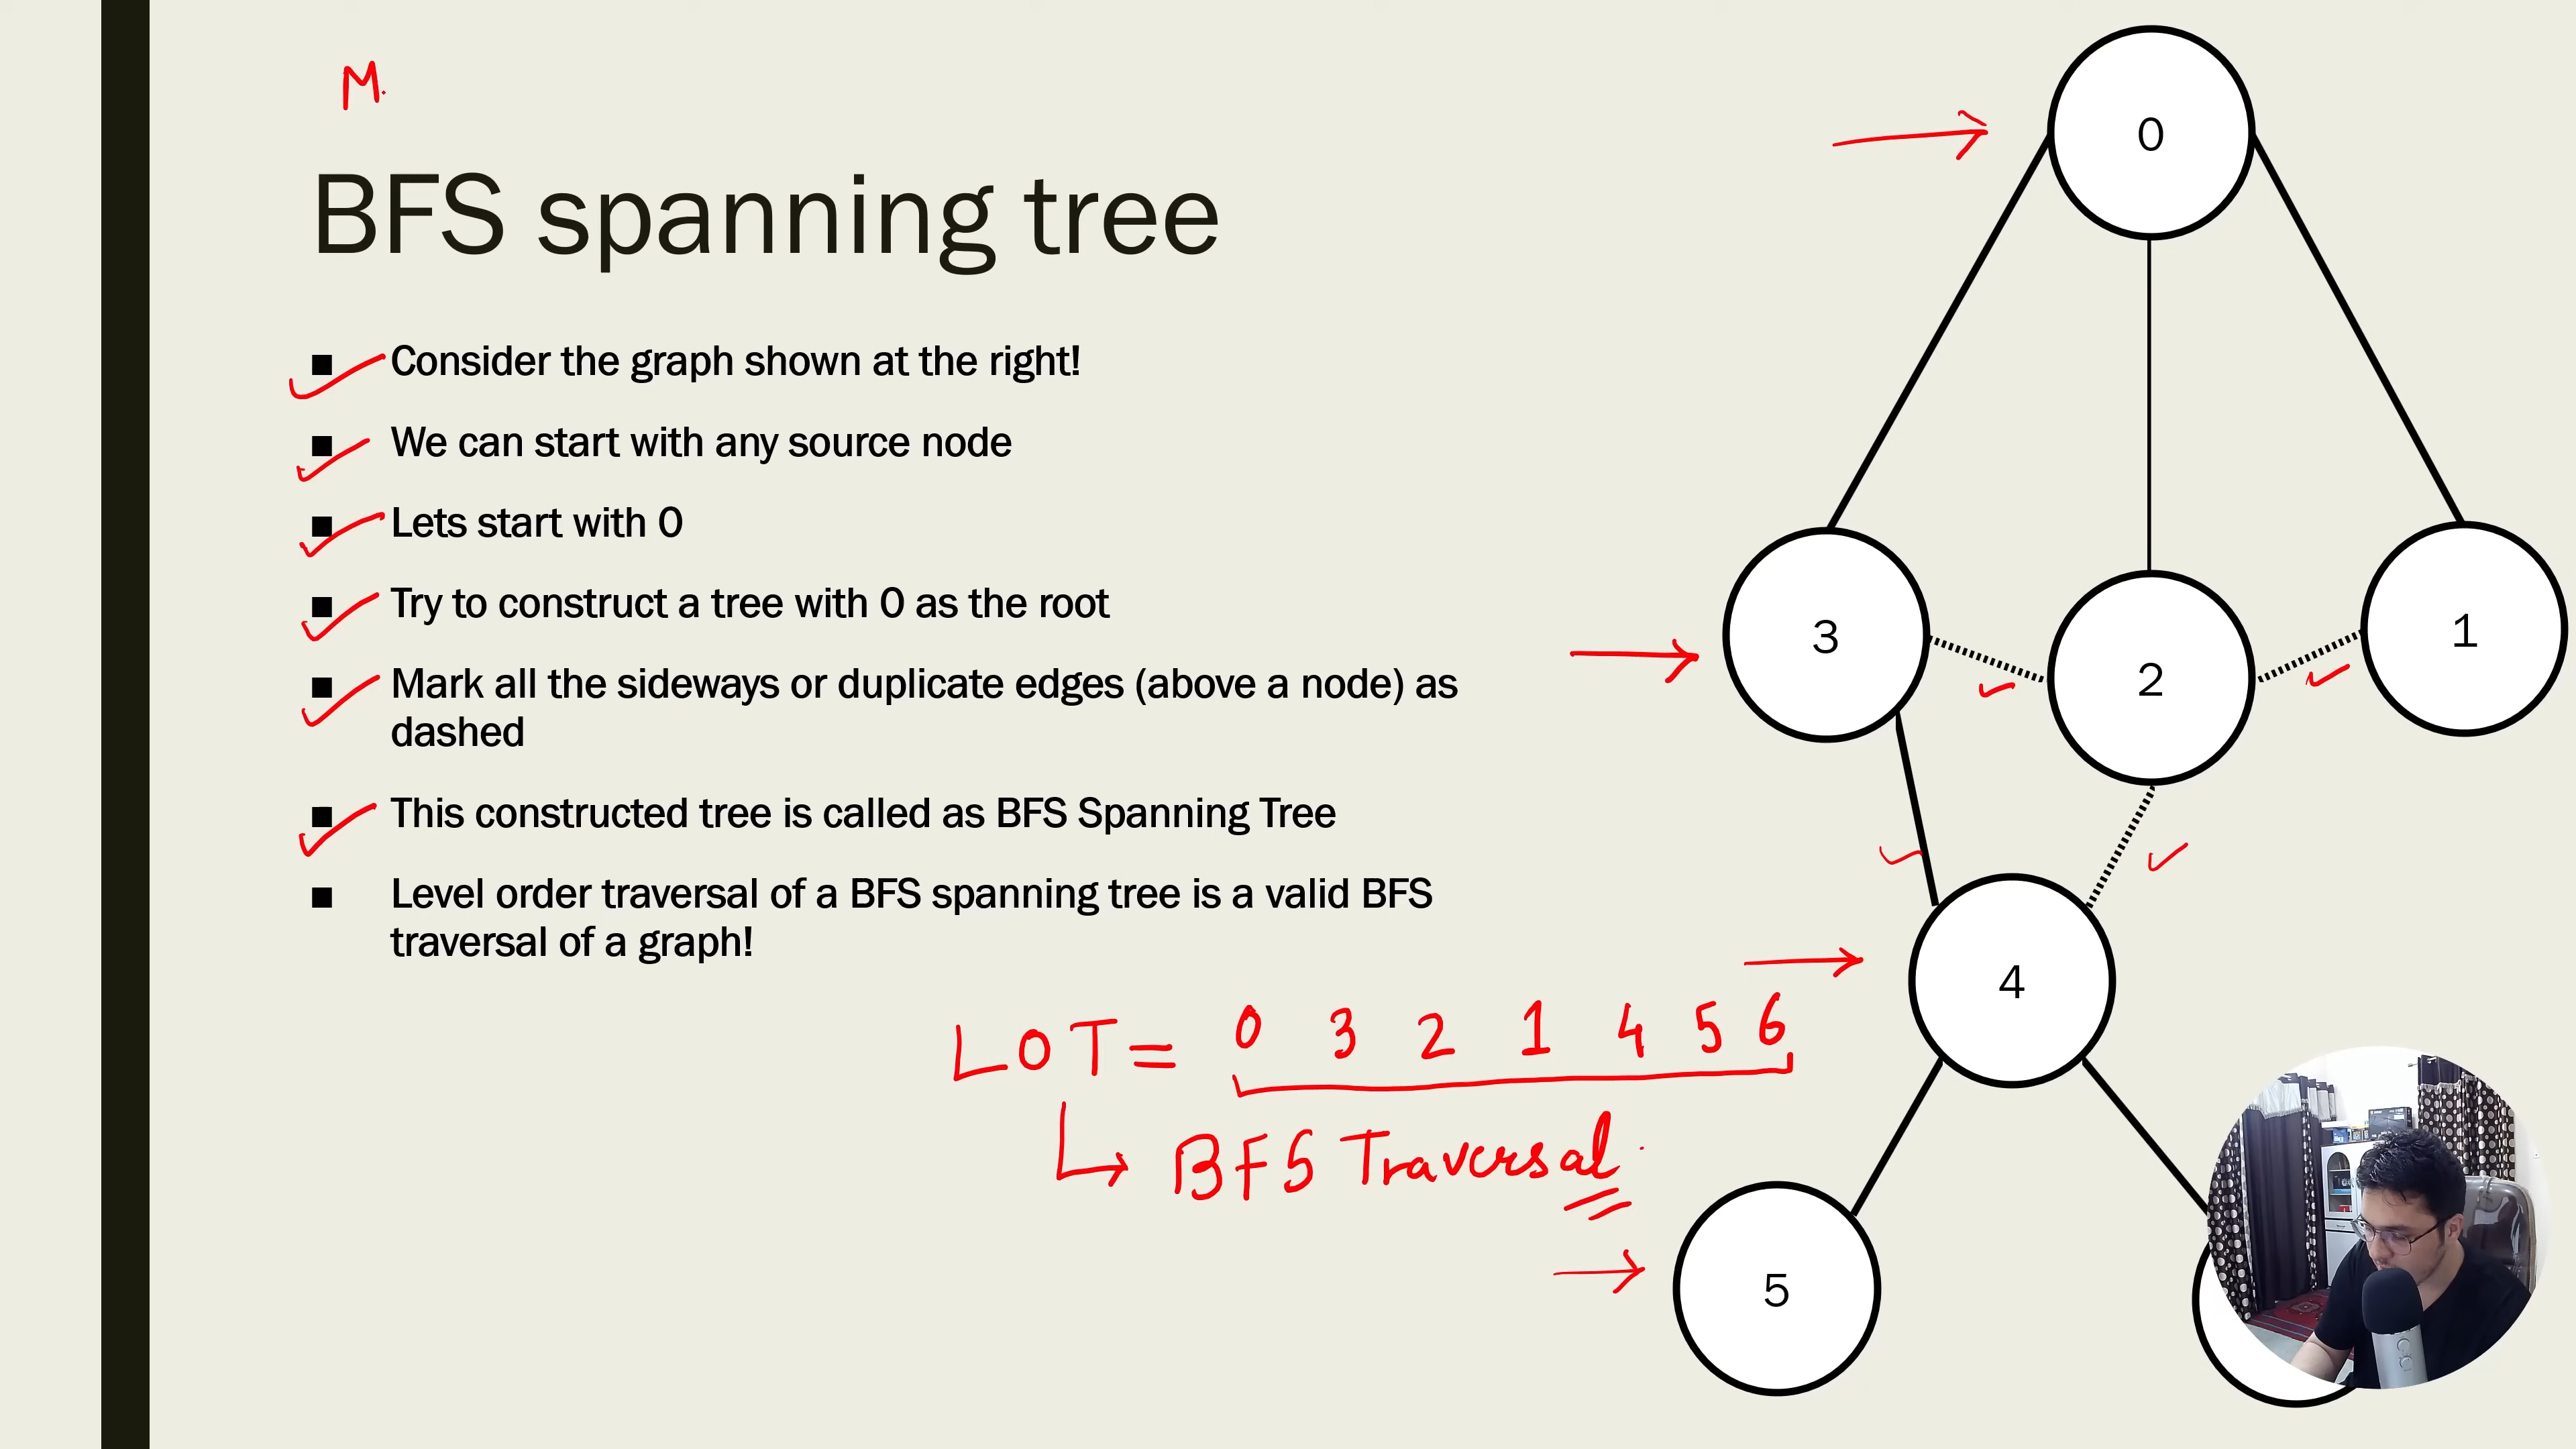 M.
BFS spanning tree
■ Consider the graph shown at the right!
■ We can start with any source node
■ Lets start with 0
■ Try to construct a tree with 0 as the root
■ Mark all the sideways or duplicate edges (above a node) as
dashed
■ This constructed tree is called as BFS Spanning Tree
■ Level order traversal of a BFS spanning tree is a valid BFS
traversal of a graph!
LOT = 0 3 2 1 4 5 6
BFS Traversal
0
3
2
1
4
5